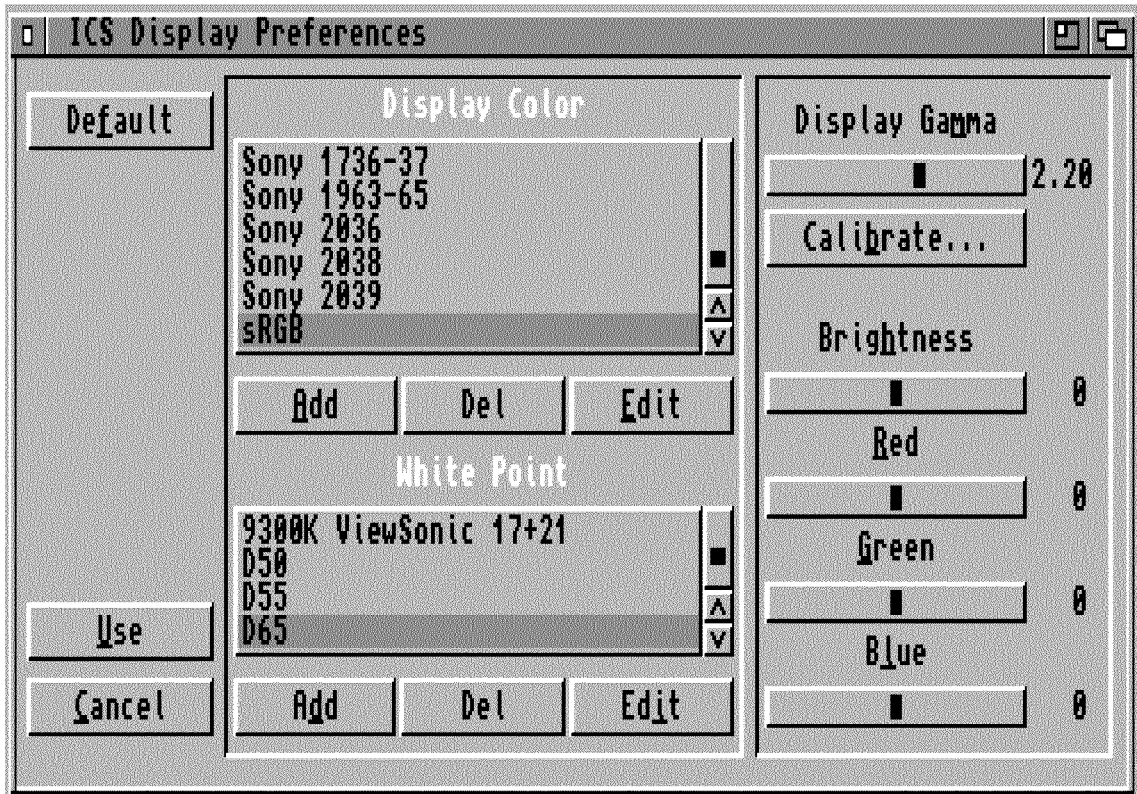 ICS Display Preferences
Default
Use
Cancel
Display Color
Sony 1736-37
Sony 1963-65
Sony 2036
Sony 2038
Sony 2039
sRGB
Add Del Edit
White Point
9300K ViewSonic 17+21
D50
D55
D65
Add Del Edit
Display Gamma
2.20
Calibrate...
Brightness
0
Red
0
Green
0
Blue
0